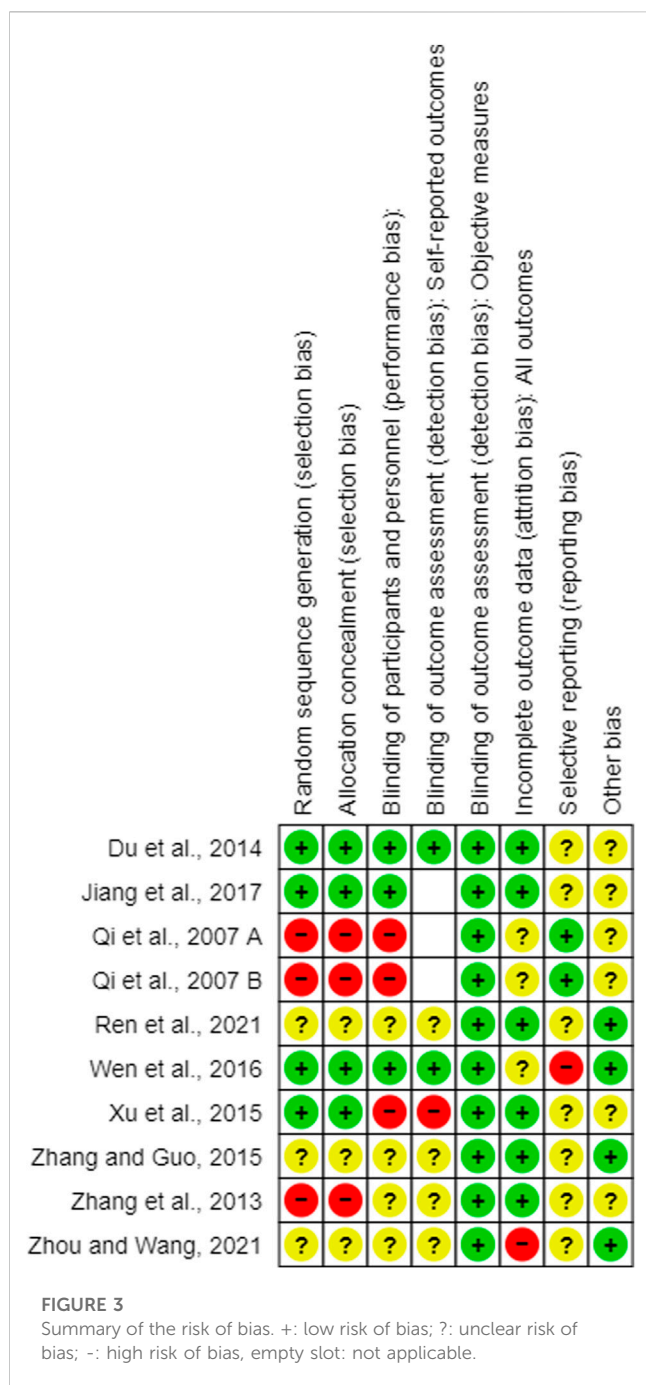 Random sequence generation (selection bias)
Allocation concealment (selection bias)
Blinding of participants and personnel (performance bias):
Blinding of outcome assessment (detection bias): Self-reported outcomes
Blinding of outcome assessment (detection bias): Objective measures
Incomplete outcome data (attrition bias): All outcomes
Selective reporting (reporting bias)
Other bias
Du et al., 2014 + + + + + + ? ?
Jiang et al., 2017 + + + + + ? ?
Qi et al., 2007 A - - - + ? + ?
Qi et al., 2007 B - - - + ? + ?
Ren et al., 2021 ? ? ? ? + + ? +
Wen et al., 2016 + + + + + ? - +
Xu et al., 2015 + + - - + + ? ?
Zhang and Guo, 2015 ? ? ? ? + + ? +
Zhang et al., 2013 - - ? ? + + ? ?
Zhou and Wang, 2021 ? ? ? ? + - ? +
FIGURE 3
Summary of the risk of bias. +: low risk of bias; ?: unclear risk of
bias; -: high risk of bias, empty slot: not applicable.